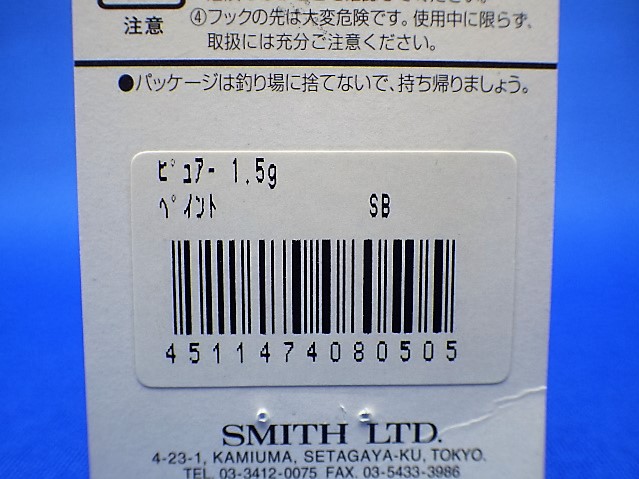 注意
④フックの先は大変危険です。使用中に限らず、
取扱には充分ご注意ください。
●パッケージは釣り場に捨てないで、持ち帰りましょう。
ピュアー 1.5g
ペイント SB
4511474080505
SMITH LTD.
4-23-1, KAMIUMA, SETAGAYA-KU, TOKYO.
TEL. 03-3412-0075 FAX. 03-5433-3986